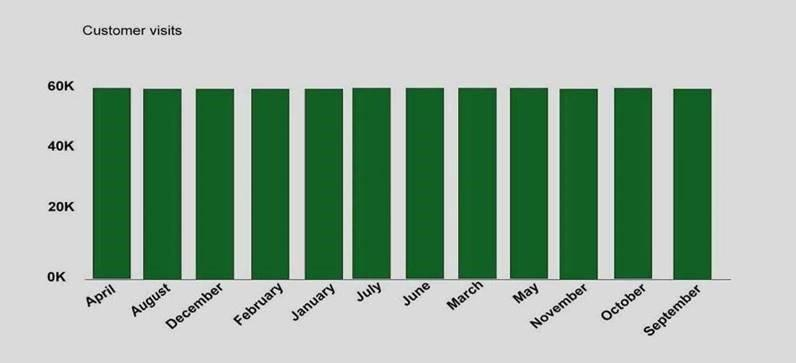 Customer visits
60K
40K
20K
0K
April
August
December
February
January
July
June
March
May
November
October
September